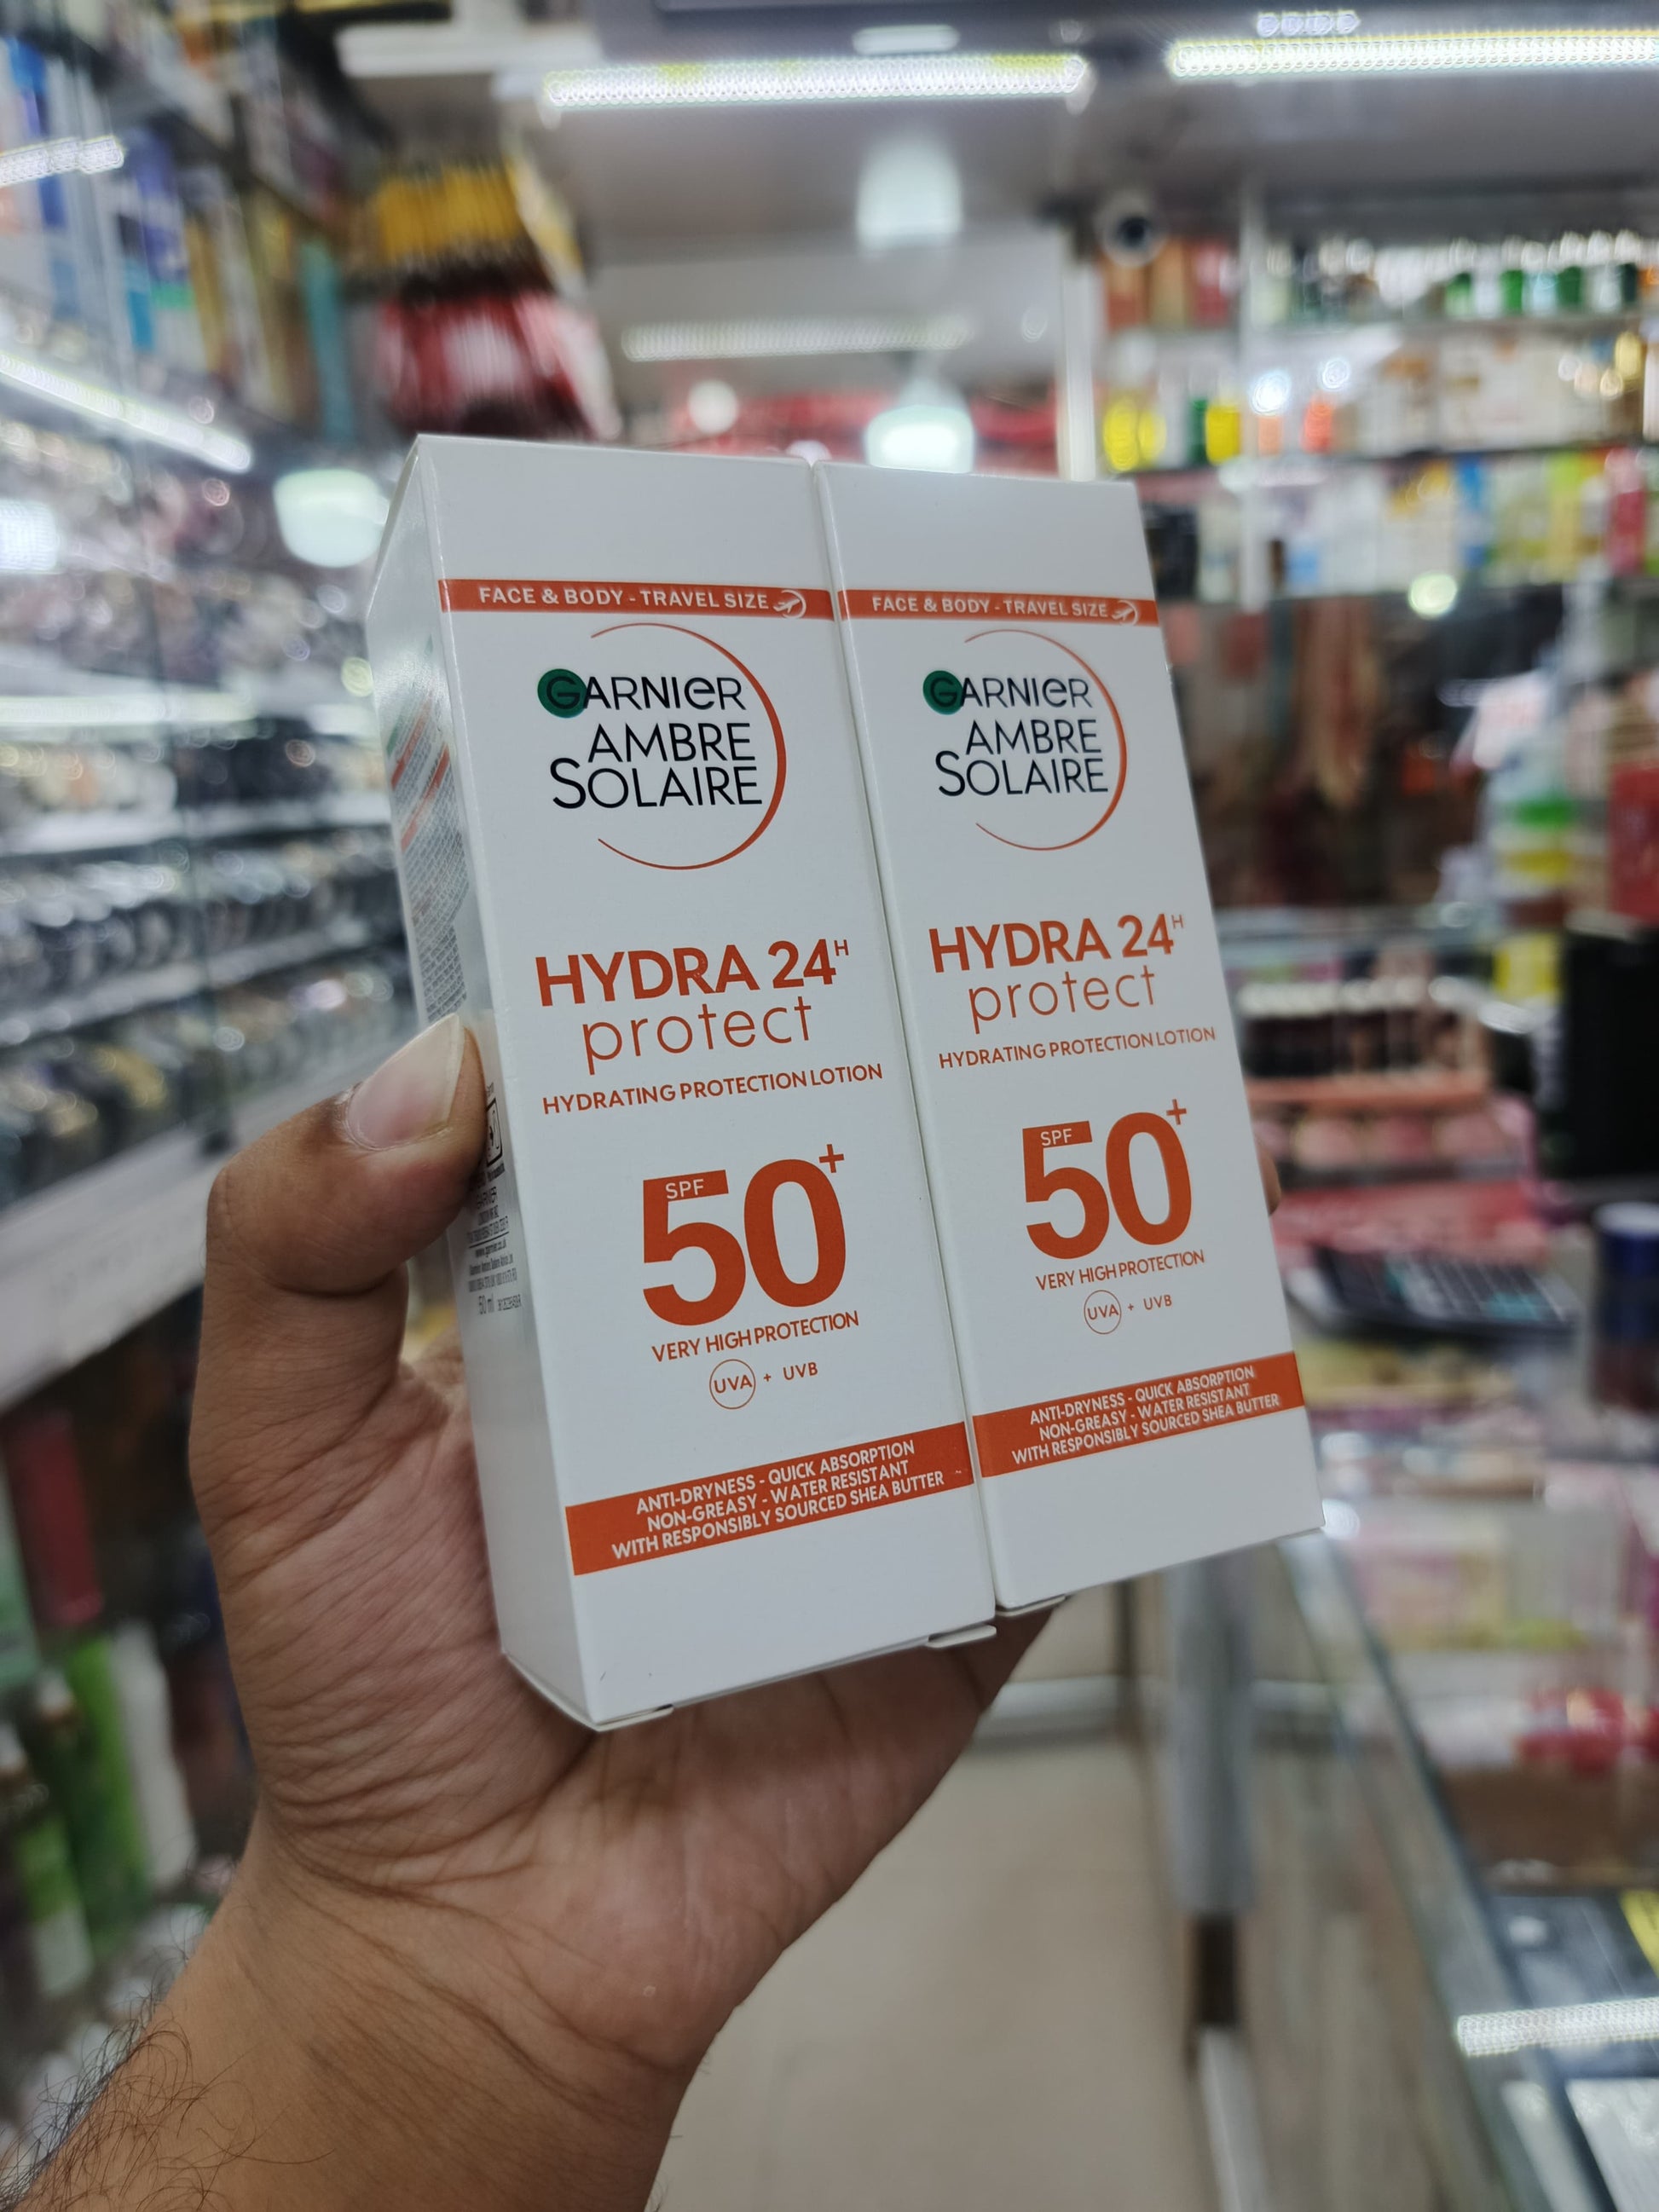 FACE & BODY - TRAVEL SIZE
GARNIER
AMBRE
SOLAIRE
HYDRA 24H
protect
HYDRATING PROTECTION LOTION
SPF
50+
VERY HIGH PROTECTION
UVA + UVB
ANTI-DRYNESS - QUICK ABSORPTION
NON-GREASY - WATER RESISTANT
WITH RESPONSIBLY SOURCED SHEA BUTTER
50 ml
FACE & BODY - TRAVEL SIZE
GARNIER
AMBRE
SOLAIRE
HYDRA 24H
protect
HYDRATING PROTECTION LOTION
SPF
50+
VERY HIGH PROTECTION
UVA + UVB
ANTI-DRYNESS - QUICK ABSORPTION
NON-GREASY - WATER RESISTANT
WITH RESPONSIBLY SOURCED SHEA BUTTER